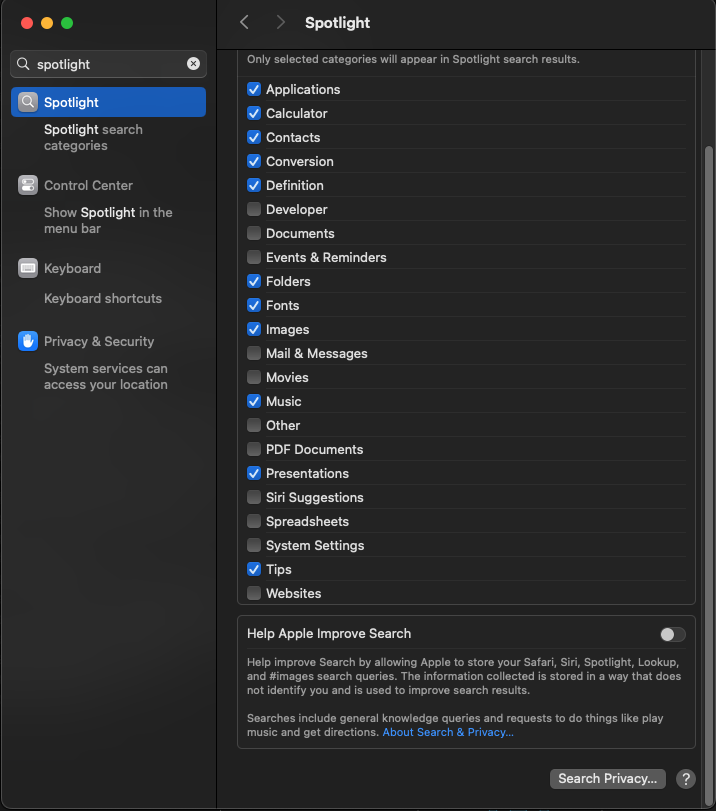 Spotlight
spotlight
Spotlight
Spotlight search
categories
Control Center
Show Spotlight in the
menu bar
Keyboard
Keyboard shortcuts
Privacy & Security
System services can
access your location
Only selected categories will appear in Spotlight search results.
Applications
Calculator
Contacts
Conversion
Definition
Developer
Documents
Events & Reminders
Folders
Fonts
Images
Mail & Messages
Movies
Music
Other
PDF Documents
Presentations
Siri Suggestions
Spreadsheets
System Settings
Tips
Websites
Help Apple Improve Search
Help improve Search by allowing Apple to store your Safari, Siri, Spotlight, Lookup,
and #images search queries. The information collected is stored in a way that does
not identify you and is used to improve search results.
Searches include general knowledge queries and requests to do things like play
music and get directions. About Search & Privacy...
Search Privacy...
?